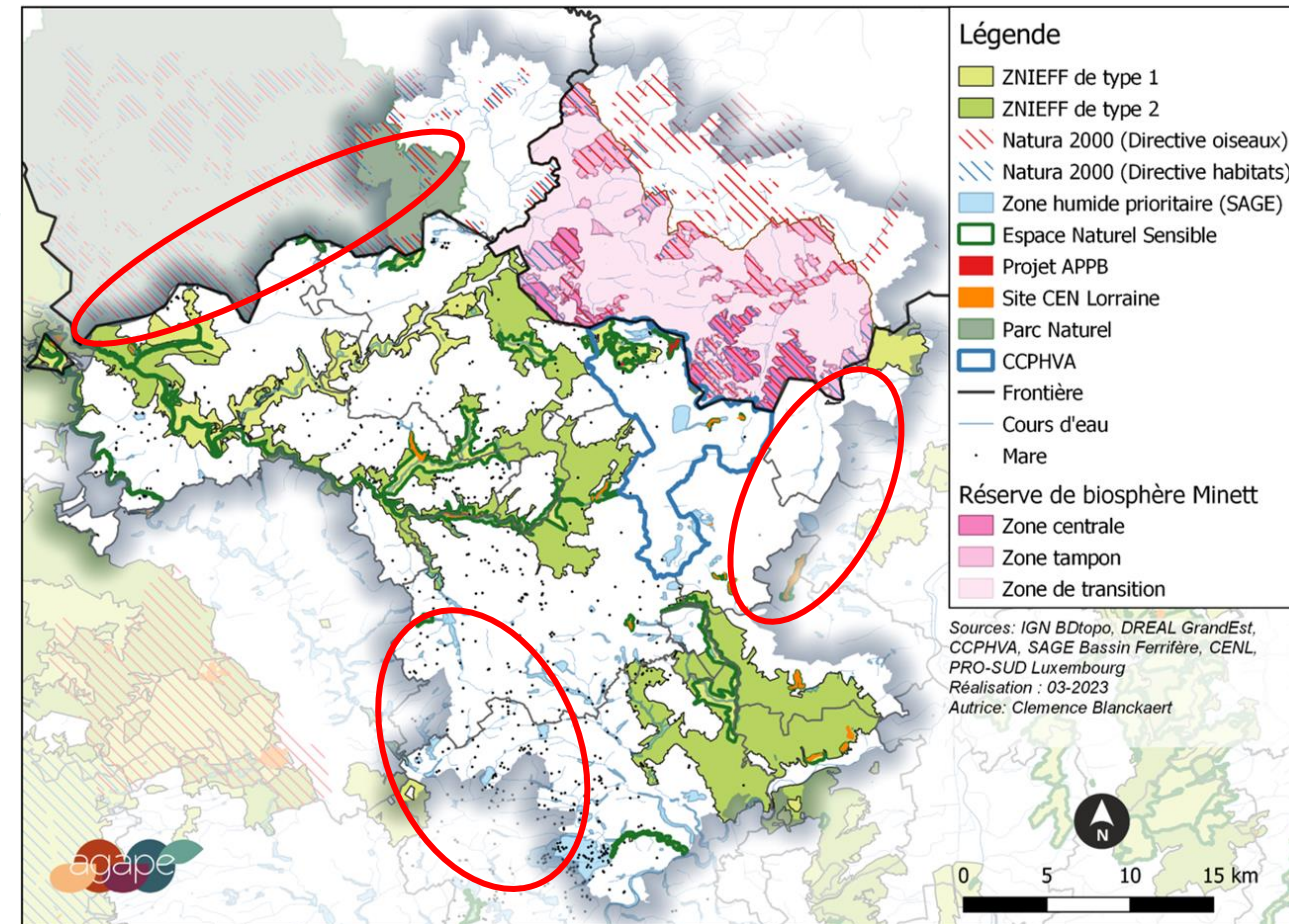 Légende
ZNIEFF de type 1
ZNIEFF de type 2
Natura 2000 (Directive oiseaux)
Natura 2000 (Directive habitats)
Zone humide prioritaire (SAGE)
Espace Naturel Sensible
Projet APPB
Site CEN Lorraine
Parc Naturel
CCPHVA
Frontière
Cours d'eau
Mare
Réserve de biosphère Minett
Zone centrale
Zone tampon
Zone de transition
Sources: IGN BDtopo, DREAL GrandEst,
CCPHVA, SAGE Bassin Ferrifère, CENL,
PRO-SUD Luxembourg
Réalisation : 03-2023
Autrice: Clemence Blanckaert
agape
N
0 5 10 15 km